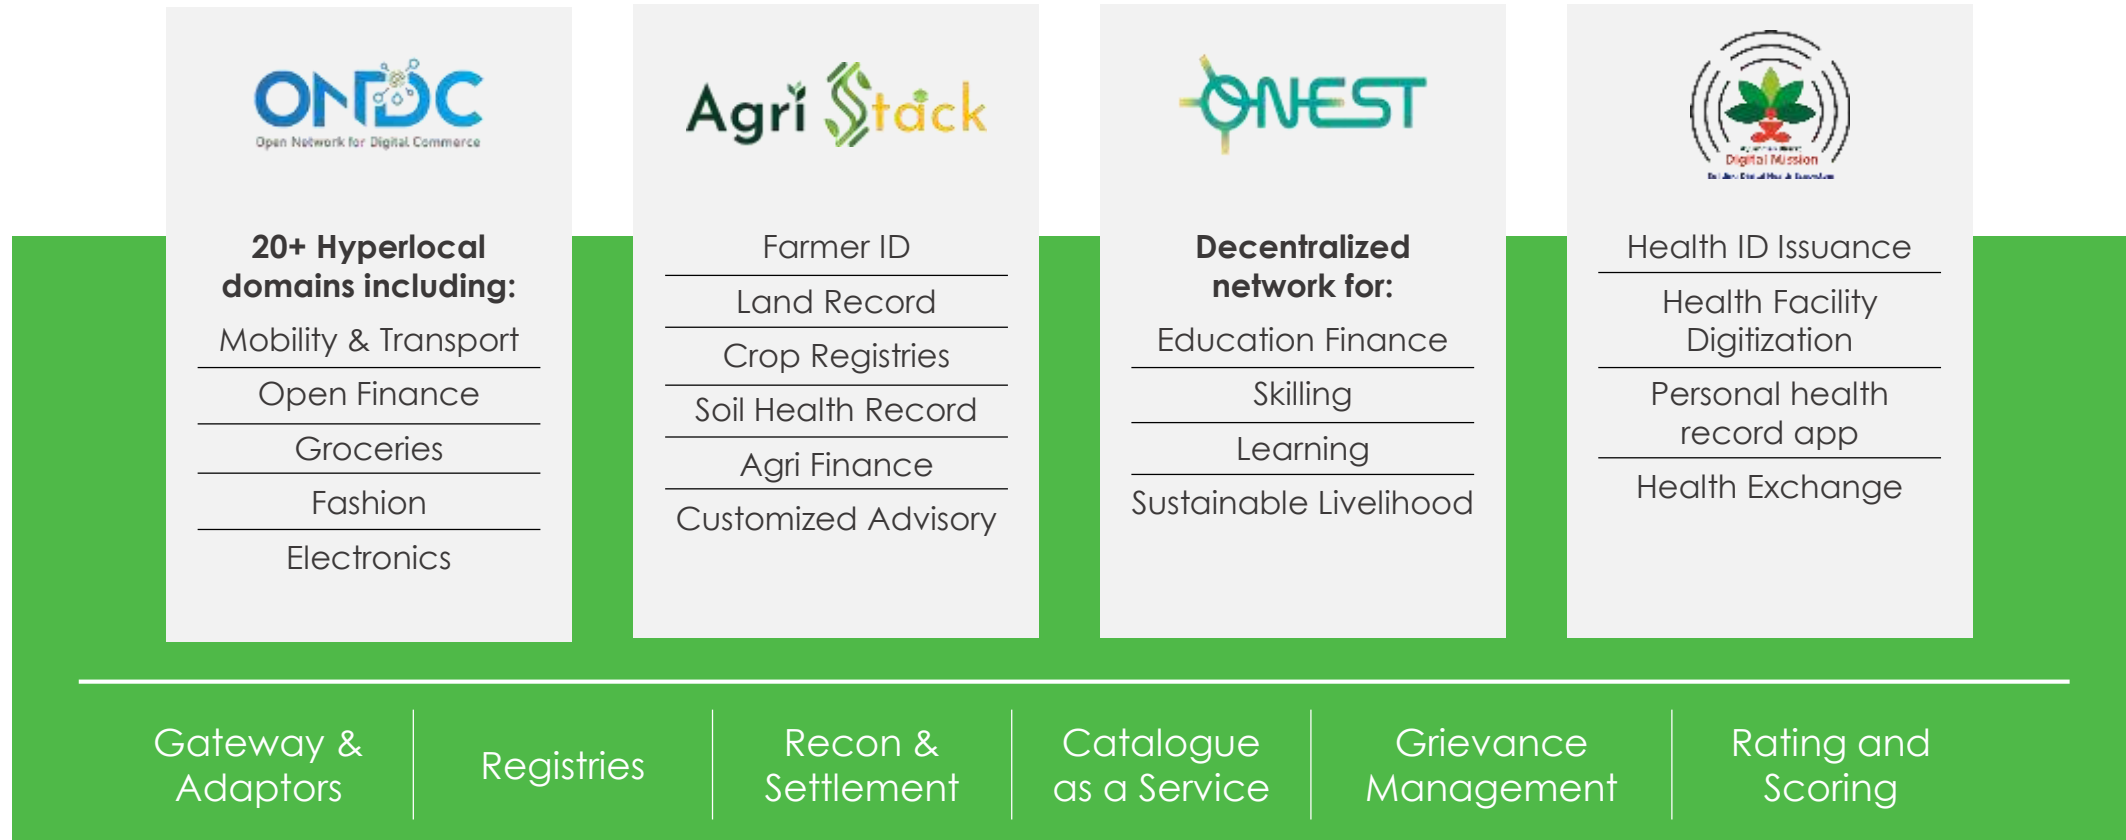 ONDC
Open Network for Digital Commerce
20+ Hyperlocal
domains including:
Mobility & Transport
Open Finance
Groceries
Fashion
Electronics
Agri Stack
Farmer ID
Land Record
Crop Registries
Soil Health Record
Agri Finance
Customized Advisory
ONEST
Decentralized
network for:
Education Finance
Skilling
Learning
Sustainable Livelihood
Digital Mission
Health ID Issuance
Health Facility
Digitization
Personal health
record app
Health Exchange
Gateway &
Adaptors
Registries
Recon &
Settlement
Catalogue
as a Service
Grievance
Management
Rating and
Scoring